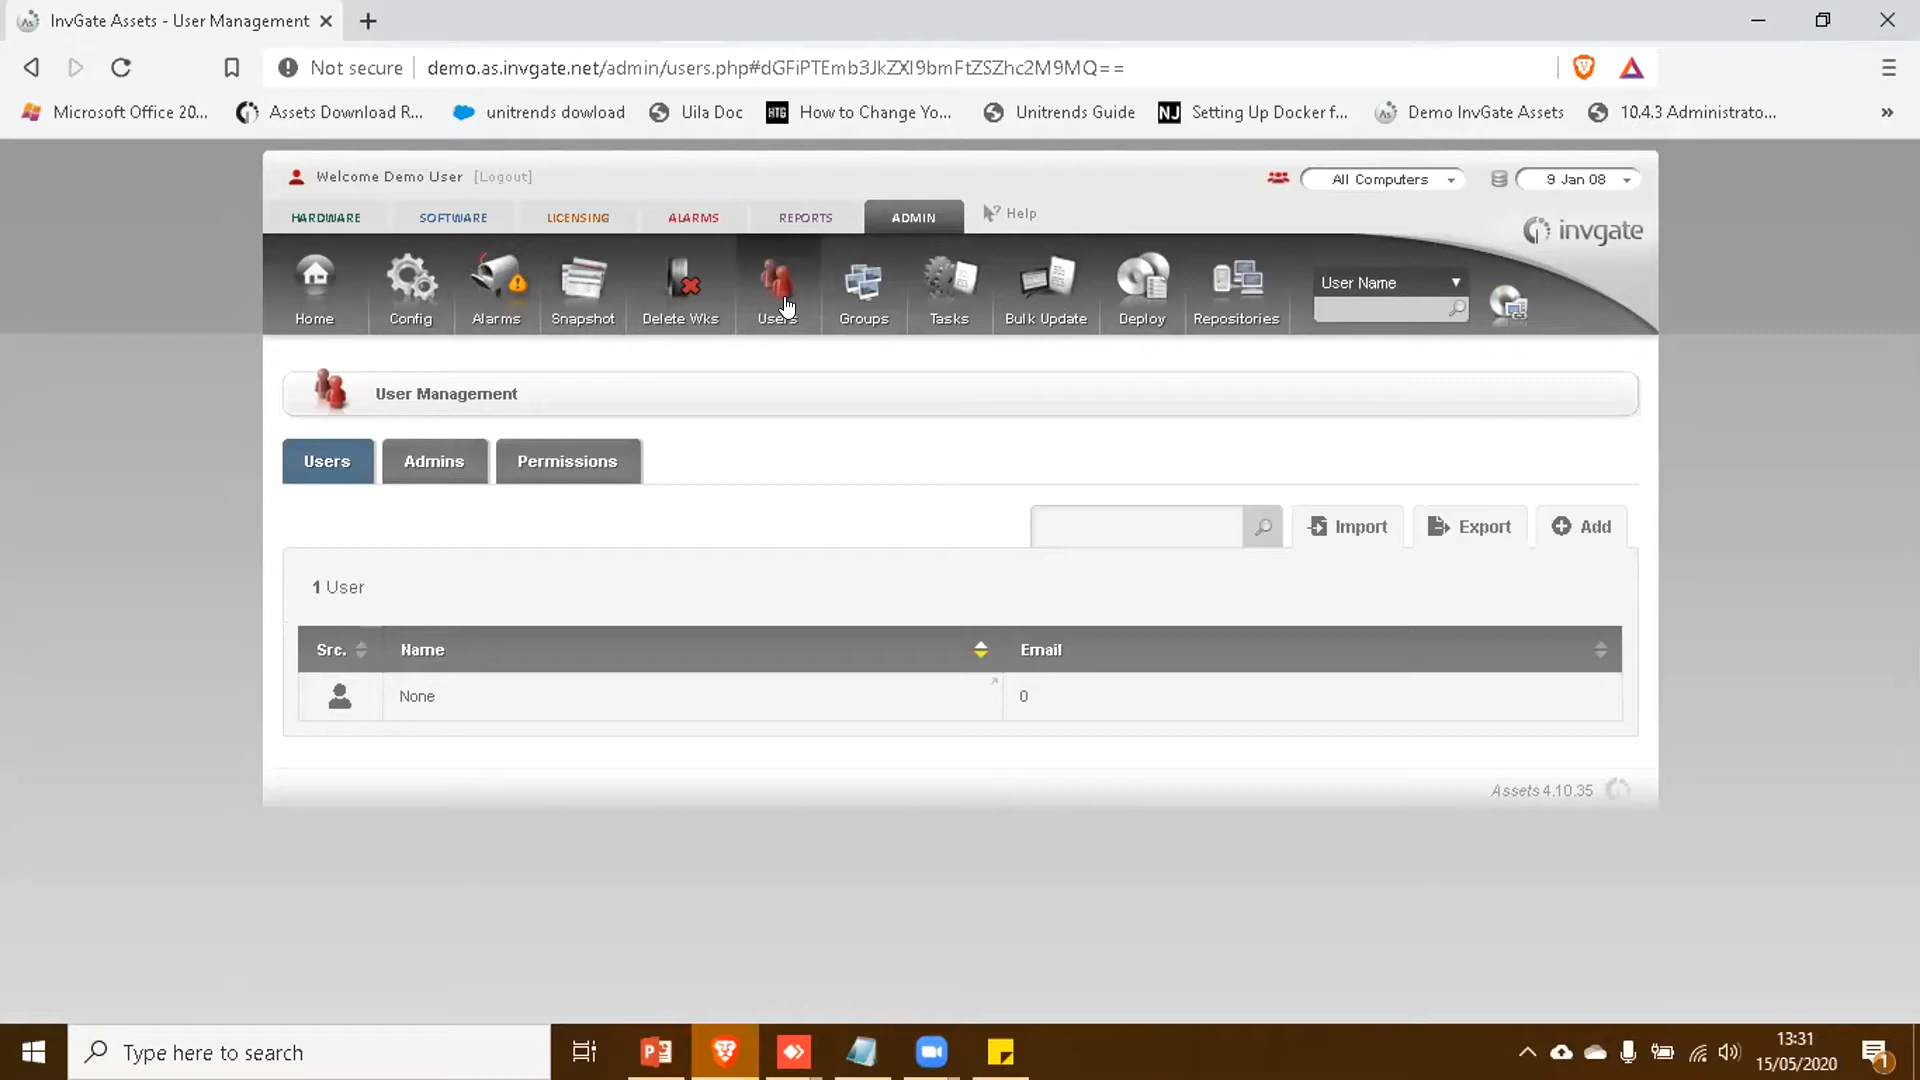 InvGate Assets - User Management
Not secure
demo.as.invgate.net/admin/users.php#dGFiPTEmb3JkZXI9bmFtZSZhc2M9MQ==
Microsoft Office 20...
Assets Download R...
unitrends dowload
Uila Doc
HTG
How to Change Yo...
Unitrends Guide
NJ
Setting Up Docker f...
Demo InvGate Assets
10.4.3 Administrato...
»
Welcome Demo User [Logout]
All Computers
9 Jan 08
HARDWARE
SOFTWARE
LICENSING
ALARMS
REPORTS
ADMIN
Help
invgate
Home
Config
Alarms
Snapshot
Delete Wks
Users
Groups
Tasks
Bulk Update
Deploy
Repositories
User Name
User Management
Users
Admins
Permissions
Import
Export
Add
1 User
Src.
Name
Email
None
0
Assets 4.10.35
Type here to search
13:31
15/05/2020
1